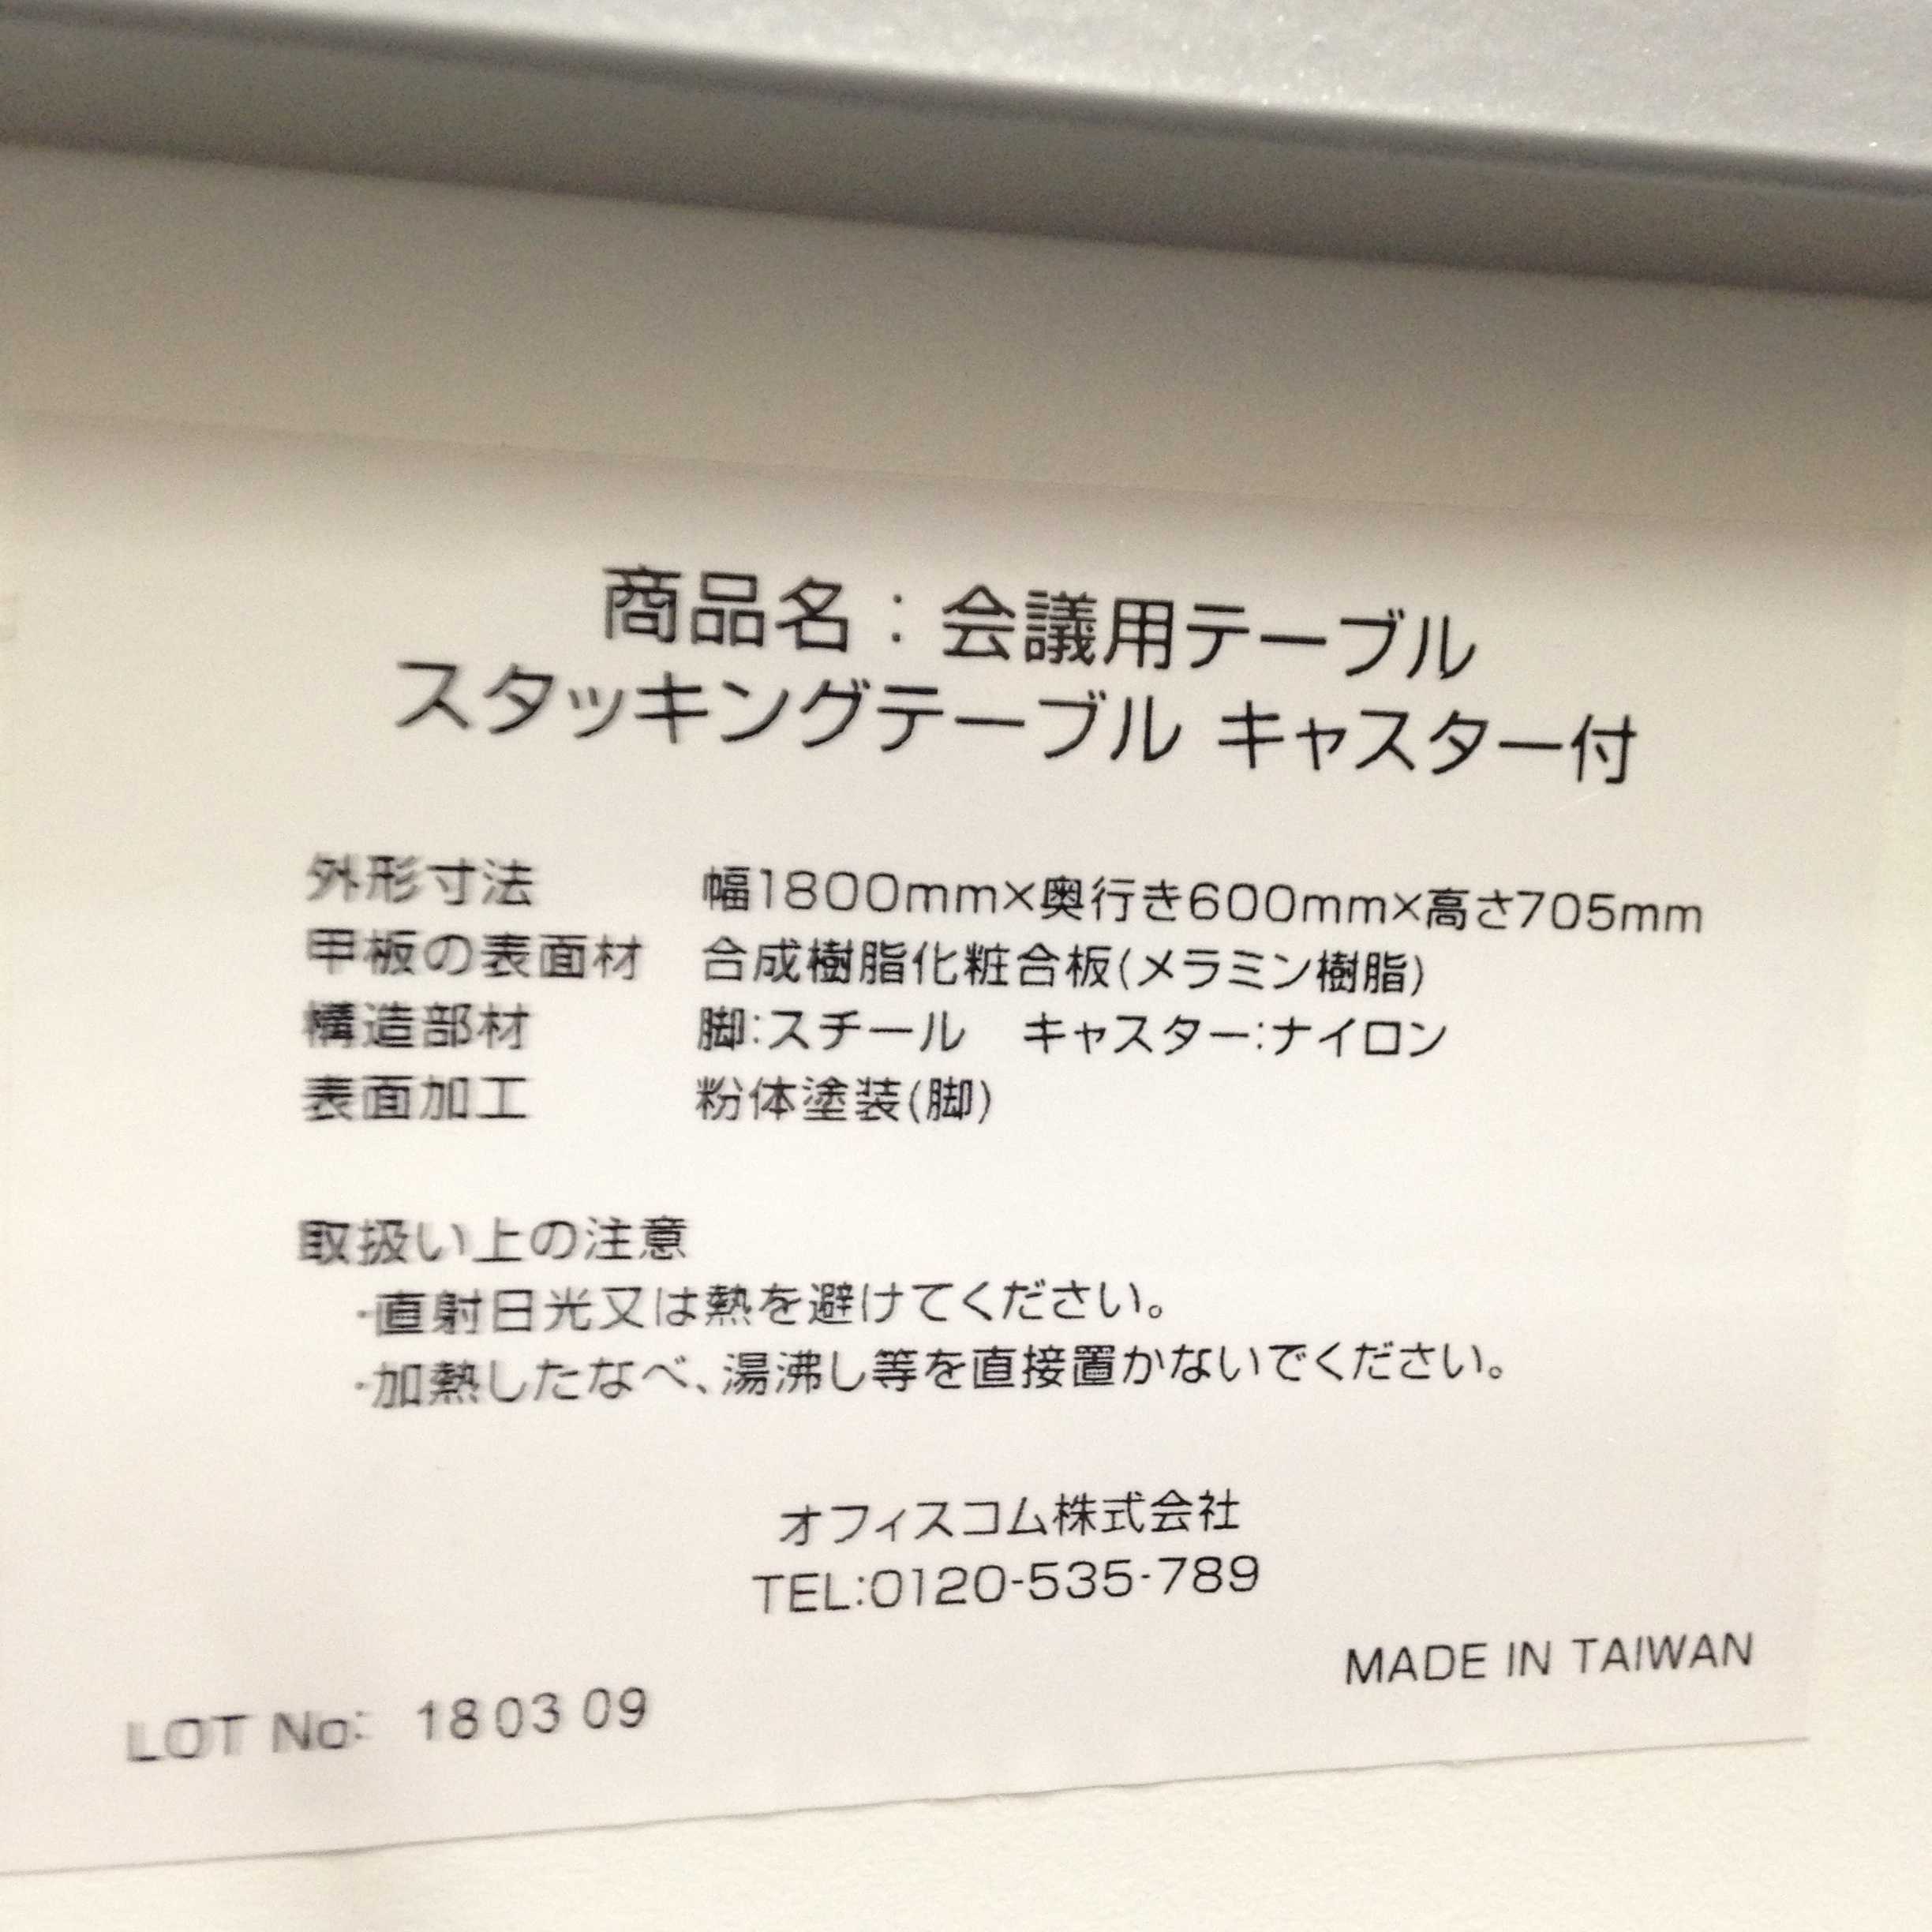 商品名：会議用テーブル
スタッキングテーブル キャスター付
外形寸法 幅1800mm×奥行き600mm×高さ705mm
甲板の表面材 合成樹脂化粧合板(メラミン樹脂)
構造部材 脚:スチール キャスター:ナイロン
表面加工 粉体塗装(脚)
取扱い上の注意
・直射日光又は熱を避けてください。
・加熱したなべ、湯沸し等を直接置かないでください。
オフィスコム株式会社
TEL:0120-535-789
MADE IN TAIWAN
LOT No: 180309